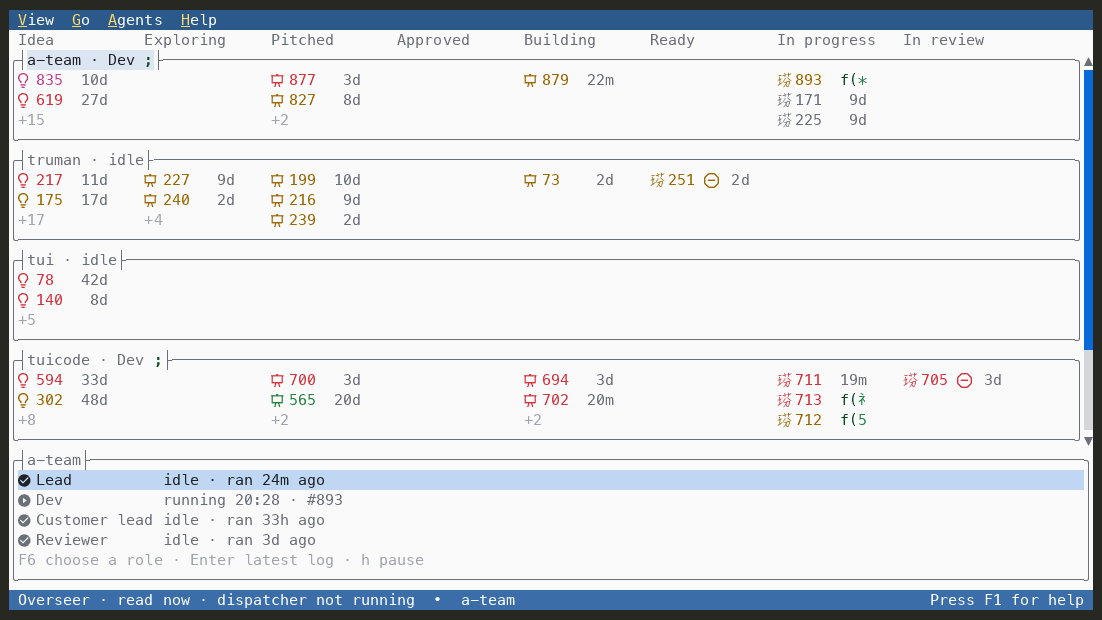 View  Go  Agents  Help
Idea  Exploring  Pitched  Approved  Building  Ready  In progress  In review
a-team · Dev ;
835  10d  877  3d  879  22m  893  f(*
619  27d  827  8d  171  9d
+15  +2  225  9d
truman · idle
217  11d  227  9d  199  10d  73  2d  251  2d
175  17d  240  2d  216  9d
+17  +4  239  2d
tui · idle
78  42d
140  8d
+5
tuicode · Dev ;
594  33d  700  3d  694  3d  711  19m  705  3d
302  48d  565  20d  702  20m  713  f(
+8  +2  +2  712  f(5
a-team
Lead  idle · ran 24m ago
Dev  running 20:28 · #893
Customer lead  idle · ran 33h ago
Reviewer  idle · ran 3d ago
F6 choose a role · Enter latest log · h pause
Overseer · read now · dispatcher not running  •  a-team  Press F1 for help